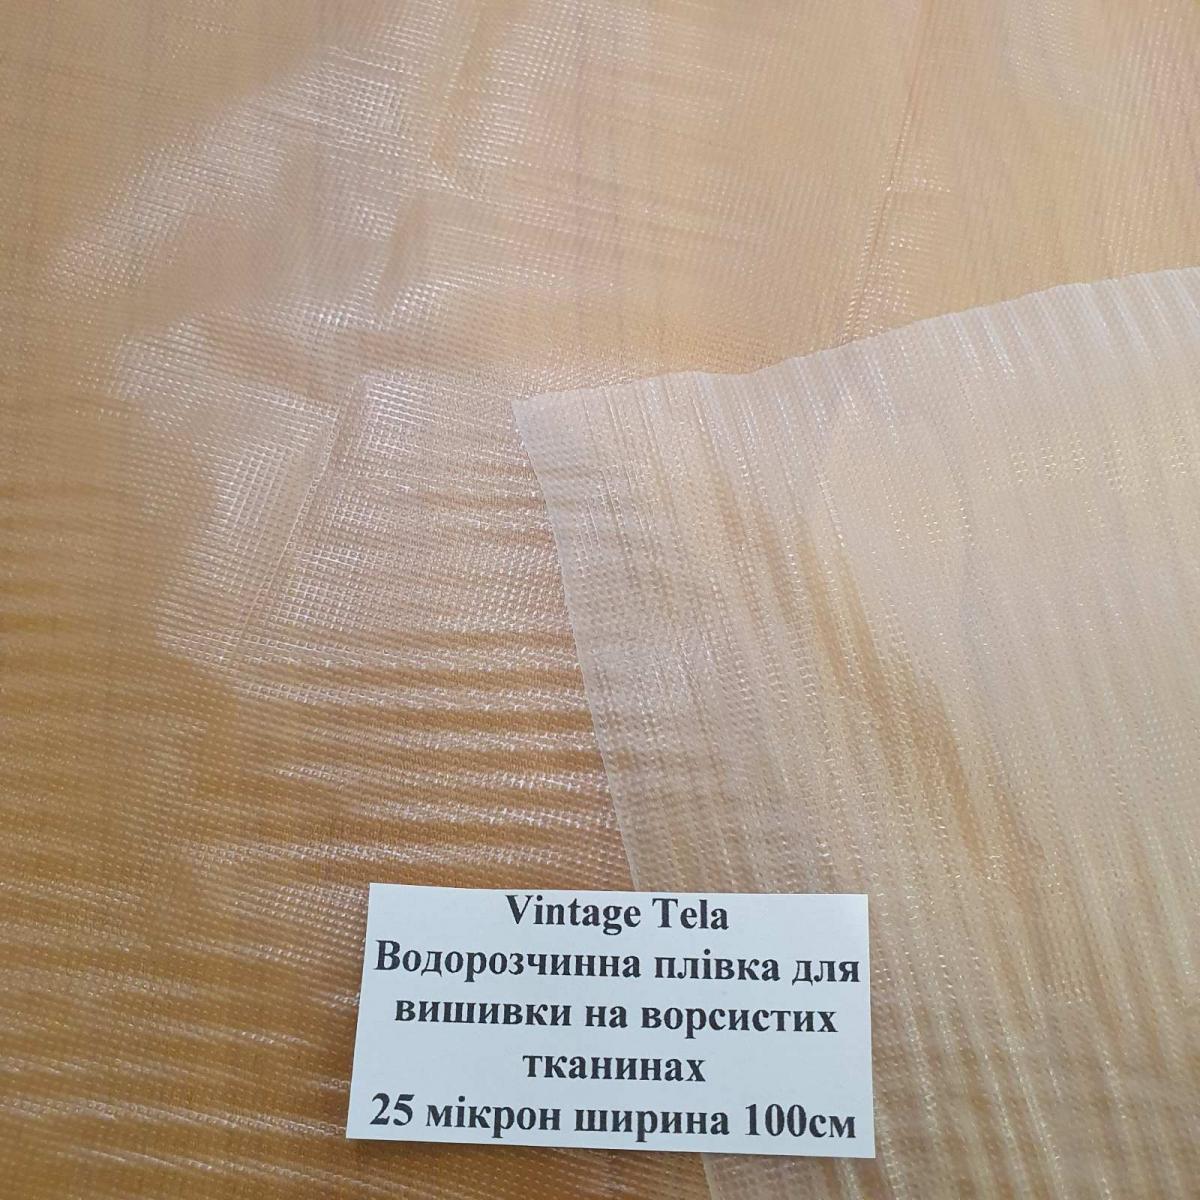 Vintage Tela
Водорозчинна плівка для
вишивки на ворсистих
тканинах
25 мікрон ширина 100см